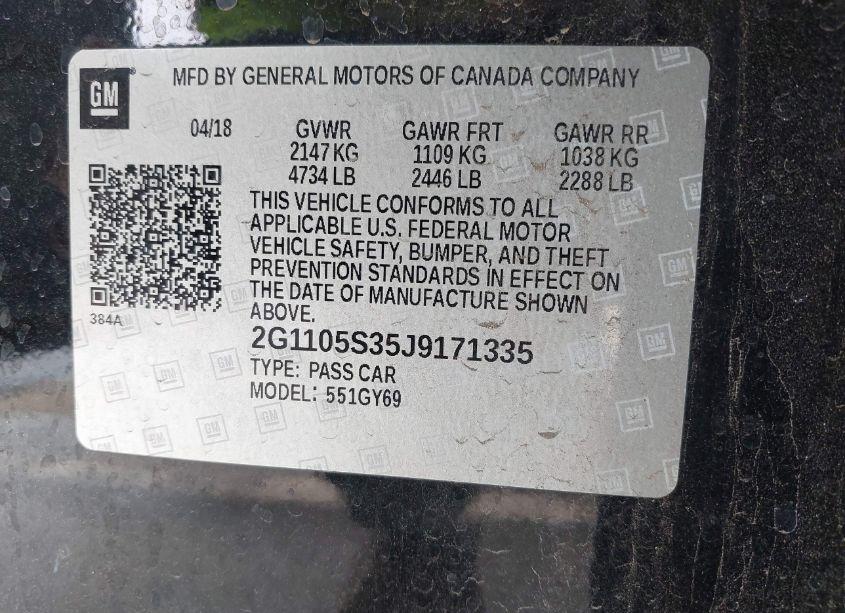 GM
MFD BY GENERAL MOTORS OF CANADA COMPANY
04/18 GVWR GAWR FRT GAWR RR
2147 KG 1109 KG 1038 KG
4734 LB 2446 LB 2288 LB
THIS VEHICLE CONFORMS TO ALL
APPLICABLE U.S. FEDERAL MOTOR
VEHICLE SAFETY, BUMPER, AND THEFT
PREVENTION STANDARDS IN EFFECT ON
THE DATE OF MANUFACTURE SHOWN
ABOVE.
384A
2G1105S35J9171335
TYPE: PASS CAR
MODEL: 551GY69